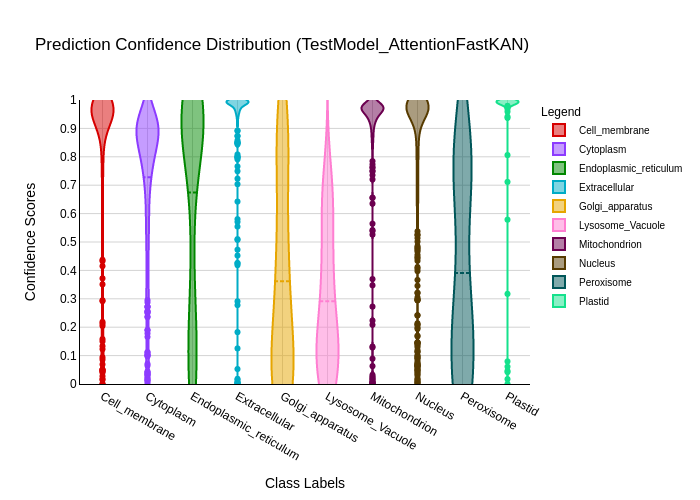 Prediction Confidence Distribution (TestModel_AttentionFastKAN)
Confidence Scores
1
0.9
0.8
0.7
0.6
0.5
0.4
0.3
0.2
0.1
0
Cell_membrane
Cytoplasm
Endoplasmic_reticulum
Extracellular
Golgi_apparatus
Lysosome_Vacuole
Mitochondrion
Nucleus
Peroxisome
Plastid
Class Labels
Legend
Cell_membrane
Cytoplasm
Endoplasmic_reticulum
Extracellular
Golgi_apparatus
Lysosome_Vacuole
Mitochondrion
Nucleus
Peroxisome
Plastid